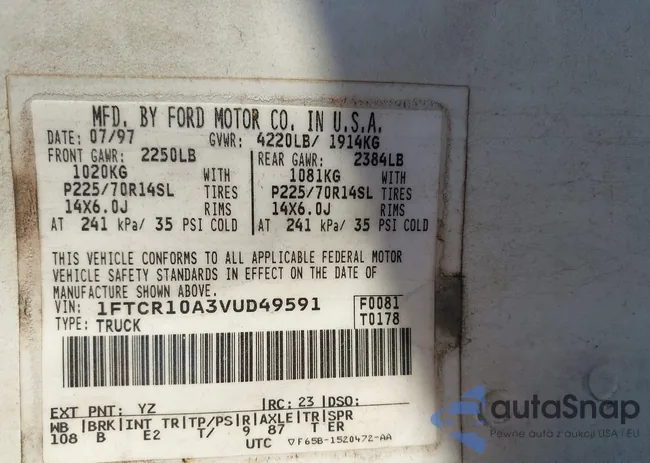 MFD. BY FORD MOTOR CO. IN U.S.A.
DATE: 07/97 GVWR: 4220LB/ 1914KG
FRONT GAWR: 2250LB REAR GAWR: 2384LB
1020KG WITH 1081KG WITH
P225/70R14SL TIRES P225/70R14SL TIRES
14X6.0J RIMS 14X6.0J RIMS
AT 241 kPa/ 35 PSI COLD AT 241 kPa/ 35 PSI COLD
THIS VEHICLE CONFORMS TO ALL APPLICABLE FEDERAL MOTOR
VEHICLE SAFETY STANDARDS IN EFFECT ON THE DATE OF
MANUFACTURE SHOWN ABOVE.
VIN: 1FTCR10A3VUD49591 F0081
TYPE: TRUCK T0178
EXT PNT: YZ RC: 23 DSO:
WB BRK INT TR TP/PS R AXLE TR SPR
108 B E2 T/ 9 87 T ER
UTC ▽F65B-1520472-AA
autaSnap
Pewne auta z aukcji USA i EU